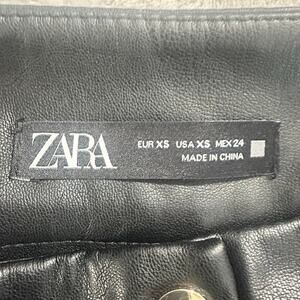 ZARA
EUR XS USA XS MEX 24
MADE IN CHINA